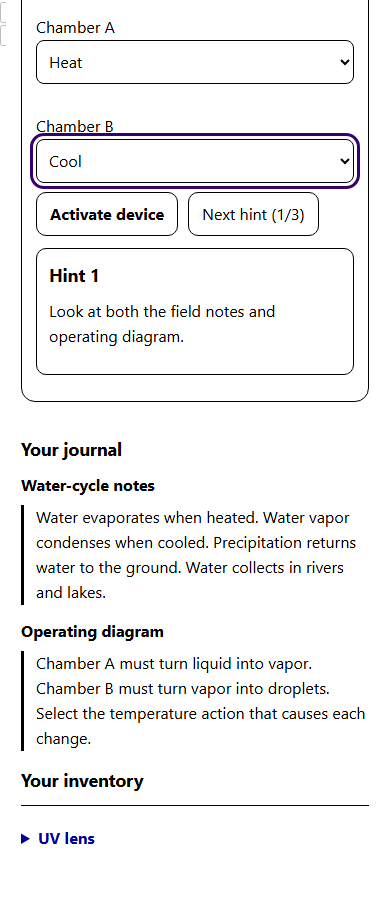 Chamber A
Heat
Chamber B
Cool
Activate device
Next hint (1/3)
Hint 1
Look at both the field notes and
operating diagram.
Your journal
Water-cycle notes
Water evaporates when heated. Water vapor
condenses when cooled. Precipitation returns
water to the ground. Water collects in rivers
and lakes.
Operating diagram
Chamber A must turn liquid into vapor.
Chamber B must turn vapor into droplets.
Select the temperature action that causes each
change.
Your inventory
UV lens